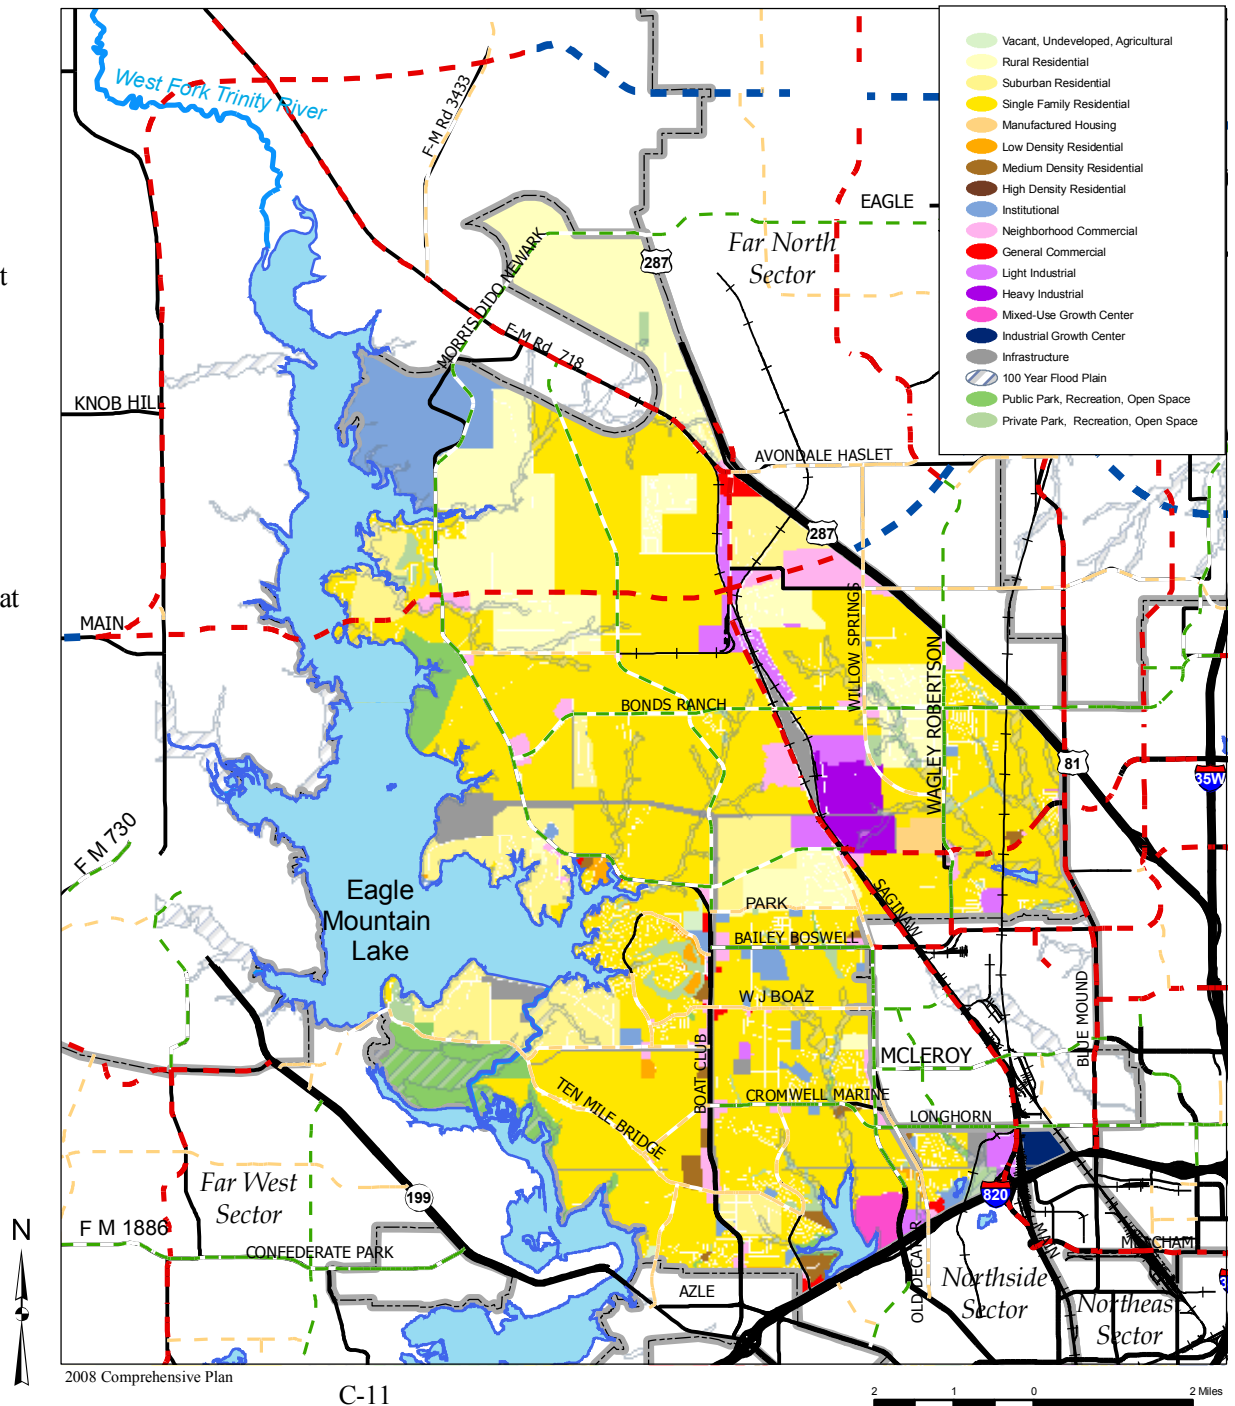 t
at
Vacant, Undeveloped, Agricultural
Rural Residential
Suburban Residential
Single Family Residential
Manufactured Housing
Low Density Residential
Medium Density Residential
High Density Residential
Institutional
Neighborhood Commercial
General Commercial
Light Industrial
Heavy Industrial
Mixed-Use Growth Center
Industrial Growth Center
Infrastructure
100 Year Flood Plain
Public Park, Recreation, Open Space
Private Park, Recreation, Open Space
West Fork Trinity River
F-M Rd 3433
EAGLE
Far North
Sector
287
MORRIS DIDO NEWARK
F-M Rd 718
KNOB HILL
AVONDALE HASLET
287
MAIN
WILLOW SPRINGS
WAGLEY ROBERTSON
BONDS RANCH
81
35W
F M 730
Eagle
Mountain
Lake
SAGINAW
PARK
BAILEY BOSWELL
W J BOAZ
BLUE MOUND
MCLEROY
BOAT CLUB
TEN MILE BRIDGE
CROMWELL MARINE
LONGHORN
Far West
Sector
199
820
F M 1886
CONFEDERATE PARK
MAIN
MEACHAM
OLD DECATUR
AZLE
Northside
Sector
Northeas
Sector
3
N
2008 Comprehensive Plan
C-11
2 1 0 2 Miles